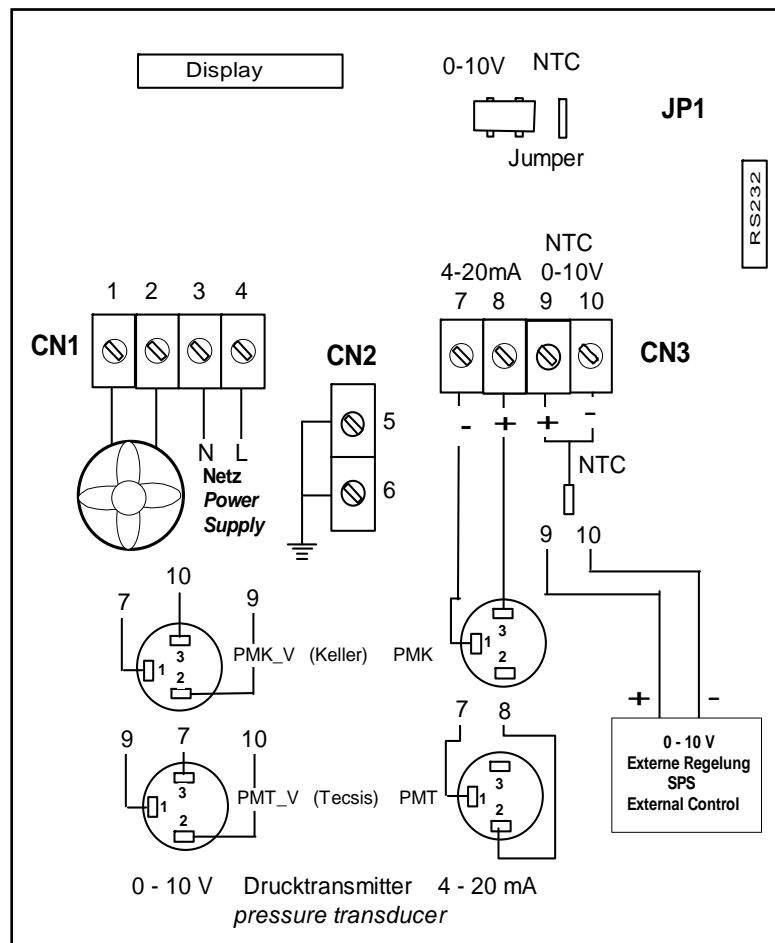 Display
0-10V NTC
JP1
Jumper
RS232
NTC
4-20mA 0-10V
1 2 3 4
7 8 9 10
CN1
CN2
CN3
5
6
- + + -
N L
Netz
Power
Supply
NTC
9 10
7 10 9
1
3
2
PMK_V (Keller) PMK
1
3
2
+ -
9 7 10
1
3
2
PMT_V (Tecsis) PMT
7 8
1
3
2
0 - 10 V
Externe Regelung
SPS
External Control
0 - 10 V Drucktransmitter 4 - 20 mA
pressure transducer